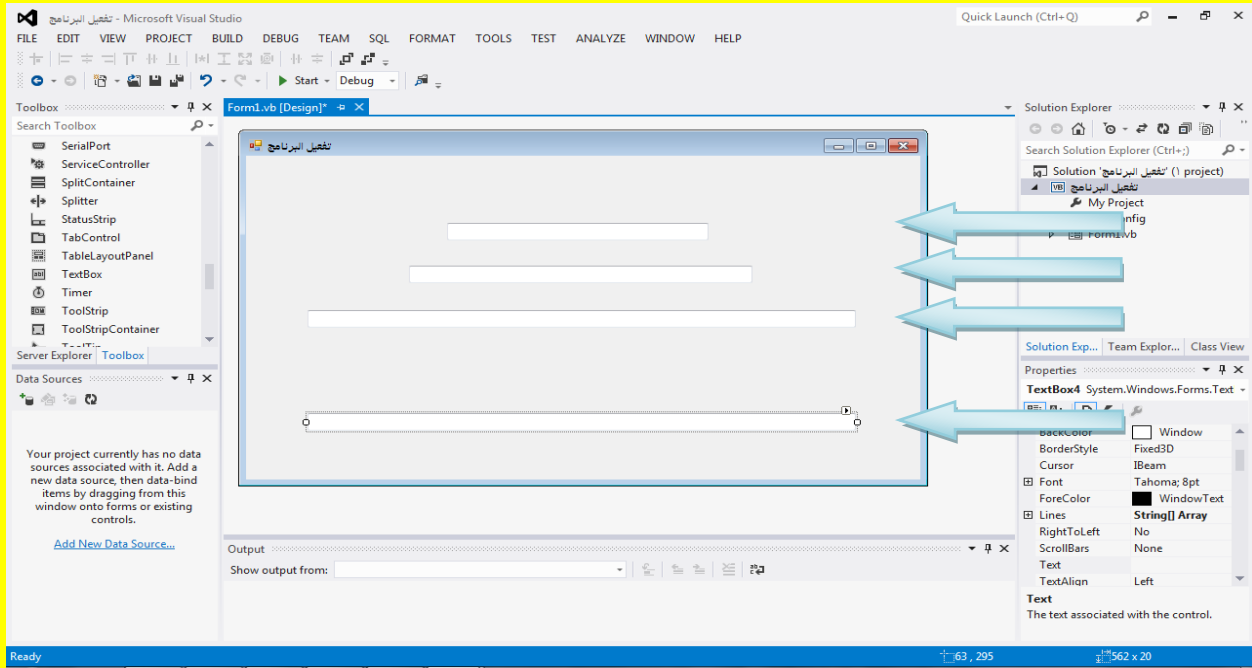 تفعيل البرنامج - Microsoft Visual Studio
Quick Launch (Ctrl+Q)
FILE EDIT VIEW PROJECT BUILD DEBUG TEAM SQL FORMAT TOOLS TEST ANALYZE WINDOW HELP
Start Debug
Toolbox
Search Toolbox
SerialPort
ServiceController
SplitContainer
Splitter
StatusStrip
TabControl
TableLayoutPanel
TextBox
Timer
ToolStrip
ToolStripContainer
ToolTip
Server Explorer Toolbox
Data Sources
Your project currently has no data
sources associated with it. Add a
new data source, then data-bind
items by dragging from this
window onto forms or existing
controls.
Add New Data Source...
Form1.vb [Design]*
تفعيل البرنامج
Output
Show output from:
Solution Explorer
Search Solution Explorer (Ctrl+;)
Solution 'تفعيل البرنامج' (١ project)
تفعيل البرنامج
My Project
nfig
Form1.vb
Solution Exp... Team Explor... Class View
Properties
TextBox4 System.Windows.Forms.Text
BackColor Window
BorderStyle Fixed3D
Cursor IBeam
Font Tahoma; 8pt
ForeColor WindowText
Lines String[] Array
RightToLeft No
ScrollBars None
Text
TextAlign Left
Text
The text associated with the control.
Ready
63 , 295
562 x 20